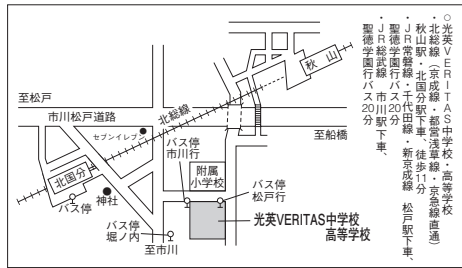 ○光英VERITAS中学校・高等学校
・北総線（京成線・都営浅草線・京急線直通）
秋山駅・北国分駅下車、徒歩11分
・JR常磐線・千代田線・新京成線　松戸駅下車、
聖徳学園行バス20分
・JR総武線　市川駅下車、
聖徳学園行バス20分
秋山
至松戸
北総線
市川松戸道路
セブンイレブン
至船橋
北国分
バス停
市川行
附属
小学校
バス停
松戸行
神社
バス停
バス停
堀ノ内
光英VERITAS中学校
高等学校
至市川